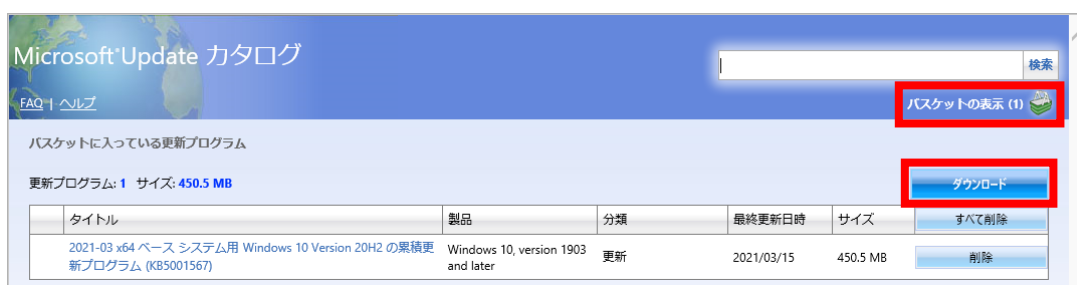 Microsoft Update カタログ
検索
FAQ | ヘルプ
バスケットの表示 (1)
バスケットに入っている更新プログラム
更新プログラム: 1 サイズ: 450.5 MB
ダウンロード
タイトル 製品 分類 最終更新日時 サイズ すべて削除
2021-03 x64 ベース システム用 Windows 10 Version 20H2 の累積更
新プログラム (KB5001567)
Windows 10, version 1903
and later
更新
2021/03/15
450.5 MB
削除